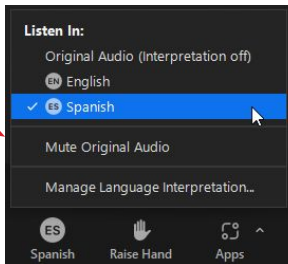 Listen In:
Original Audio (Interpretation off)
EN English
ES Spanish
Mute Original Audio
Manage Language Interpretation...
ES
Spanish Raise Hand Apps